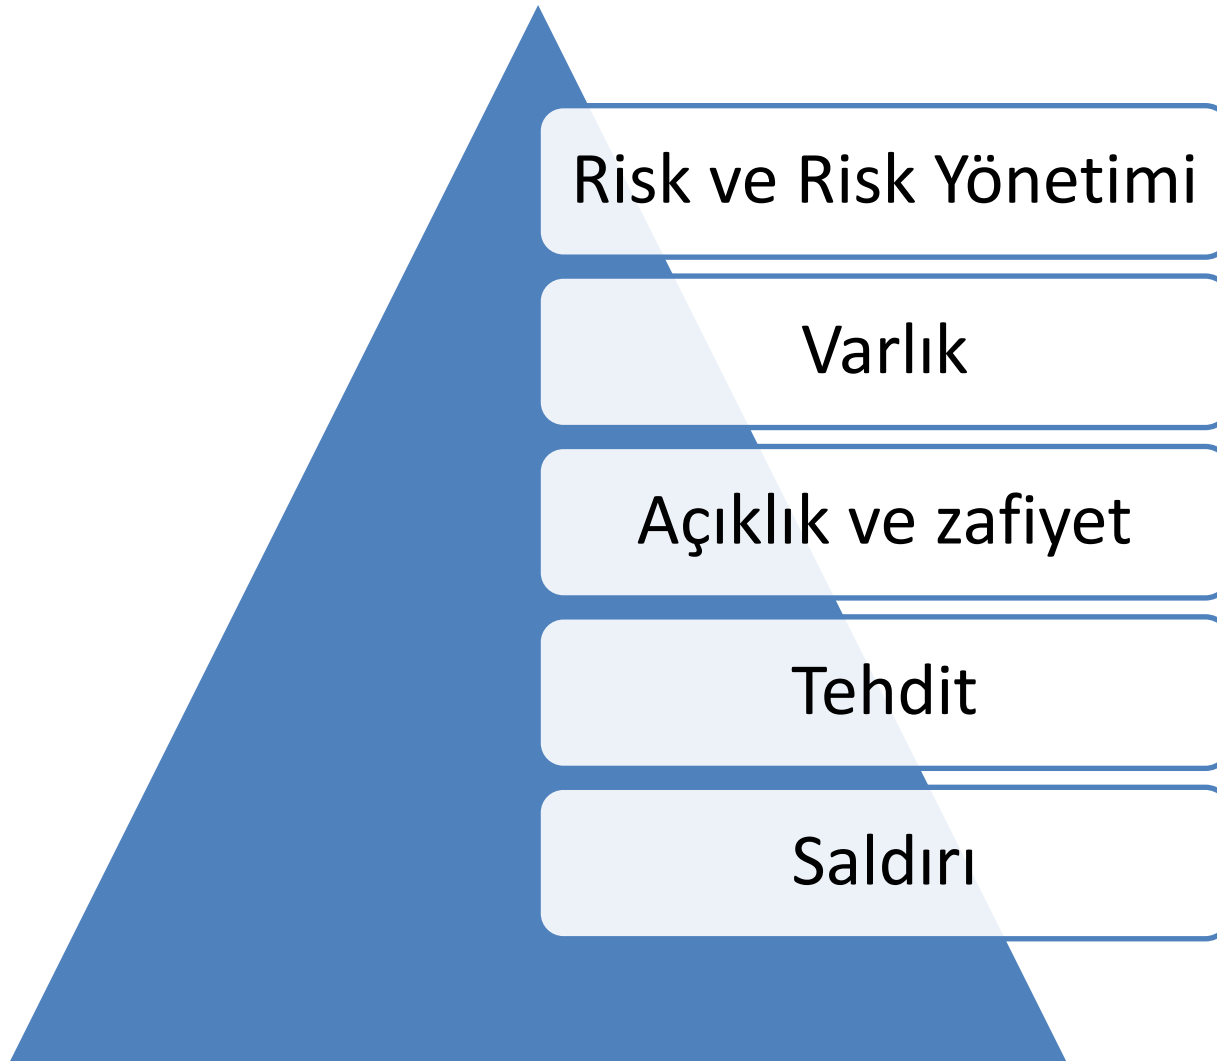 Risk ve Risk Yönetimi
Varlık
Açıklık ve zafiyet
Tehdit
Saldırı